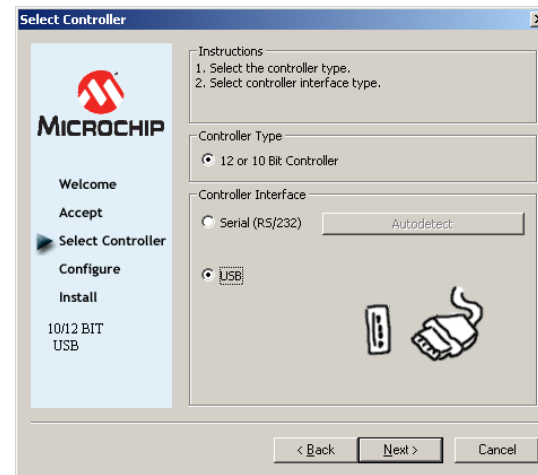 Select Controller
MICROCHIP
Welcome
Accept
Select Controller
Configure
Install
10/12 BIT
USB
Instructions
1. Select the controller type.
2. Select controller interface type.
Controller Type
12 or 10 Bit Controller
Controller Interface
Serial (RS/232)
Autodetect
USB
< Back
Next >
Cancel